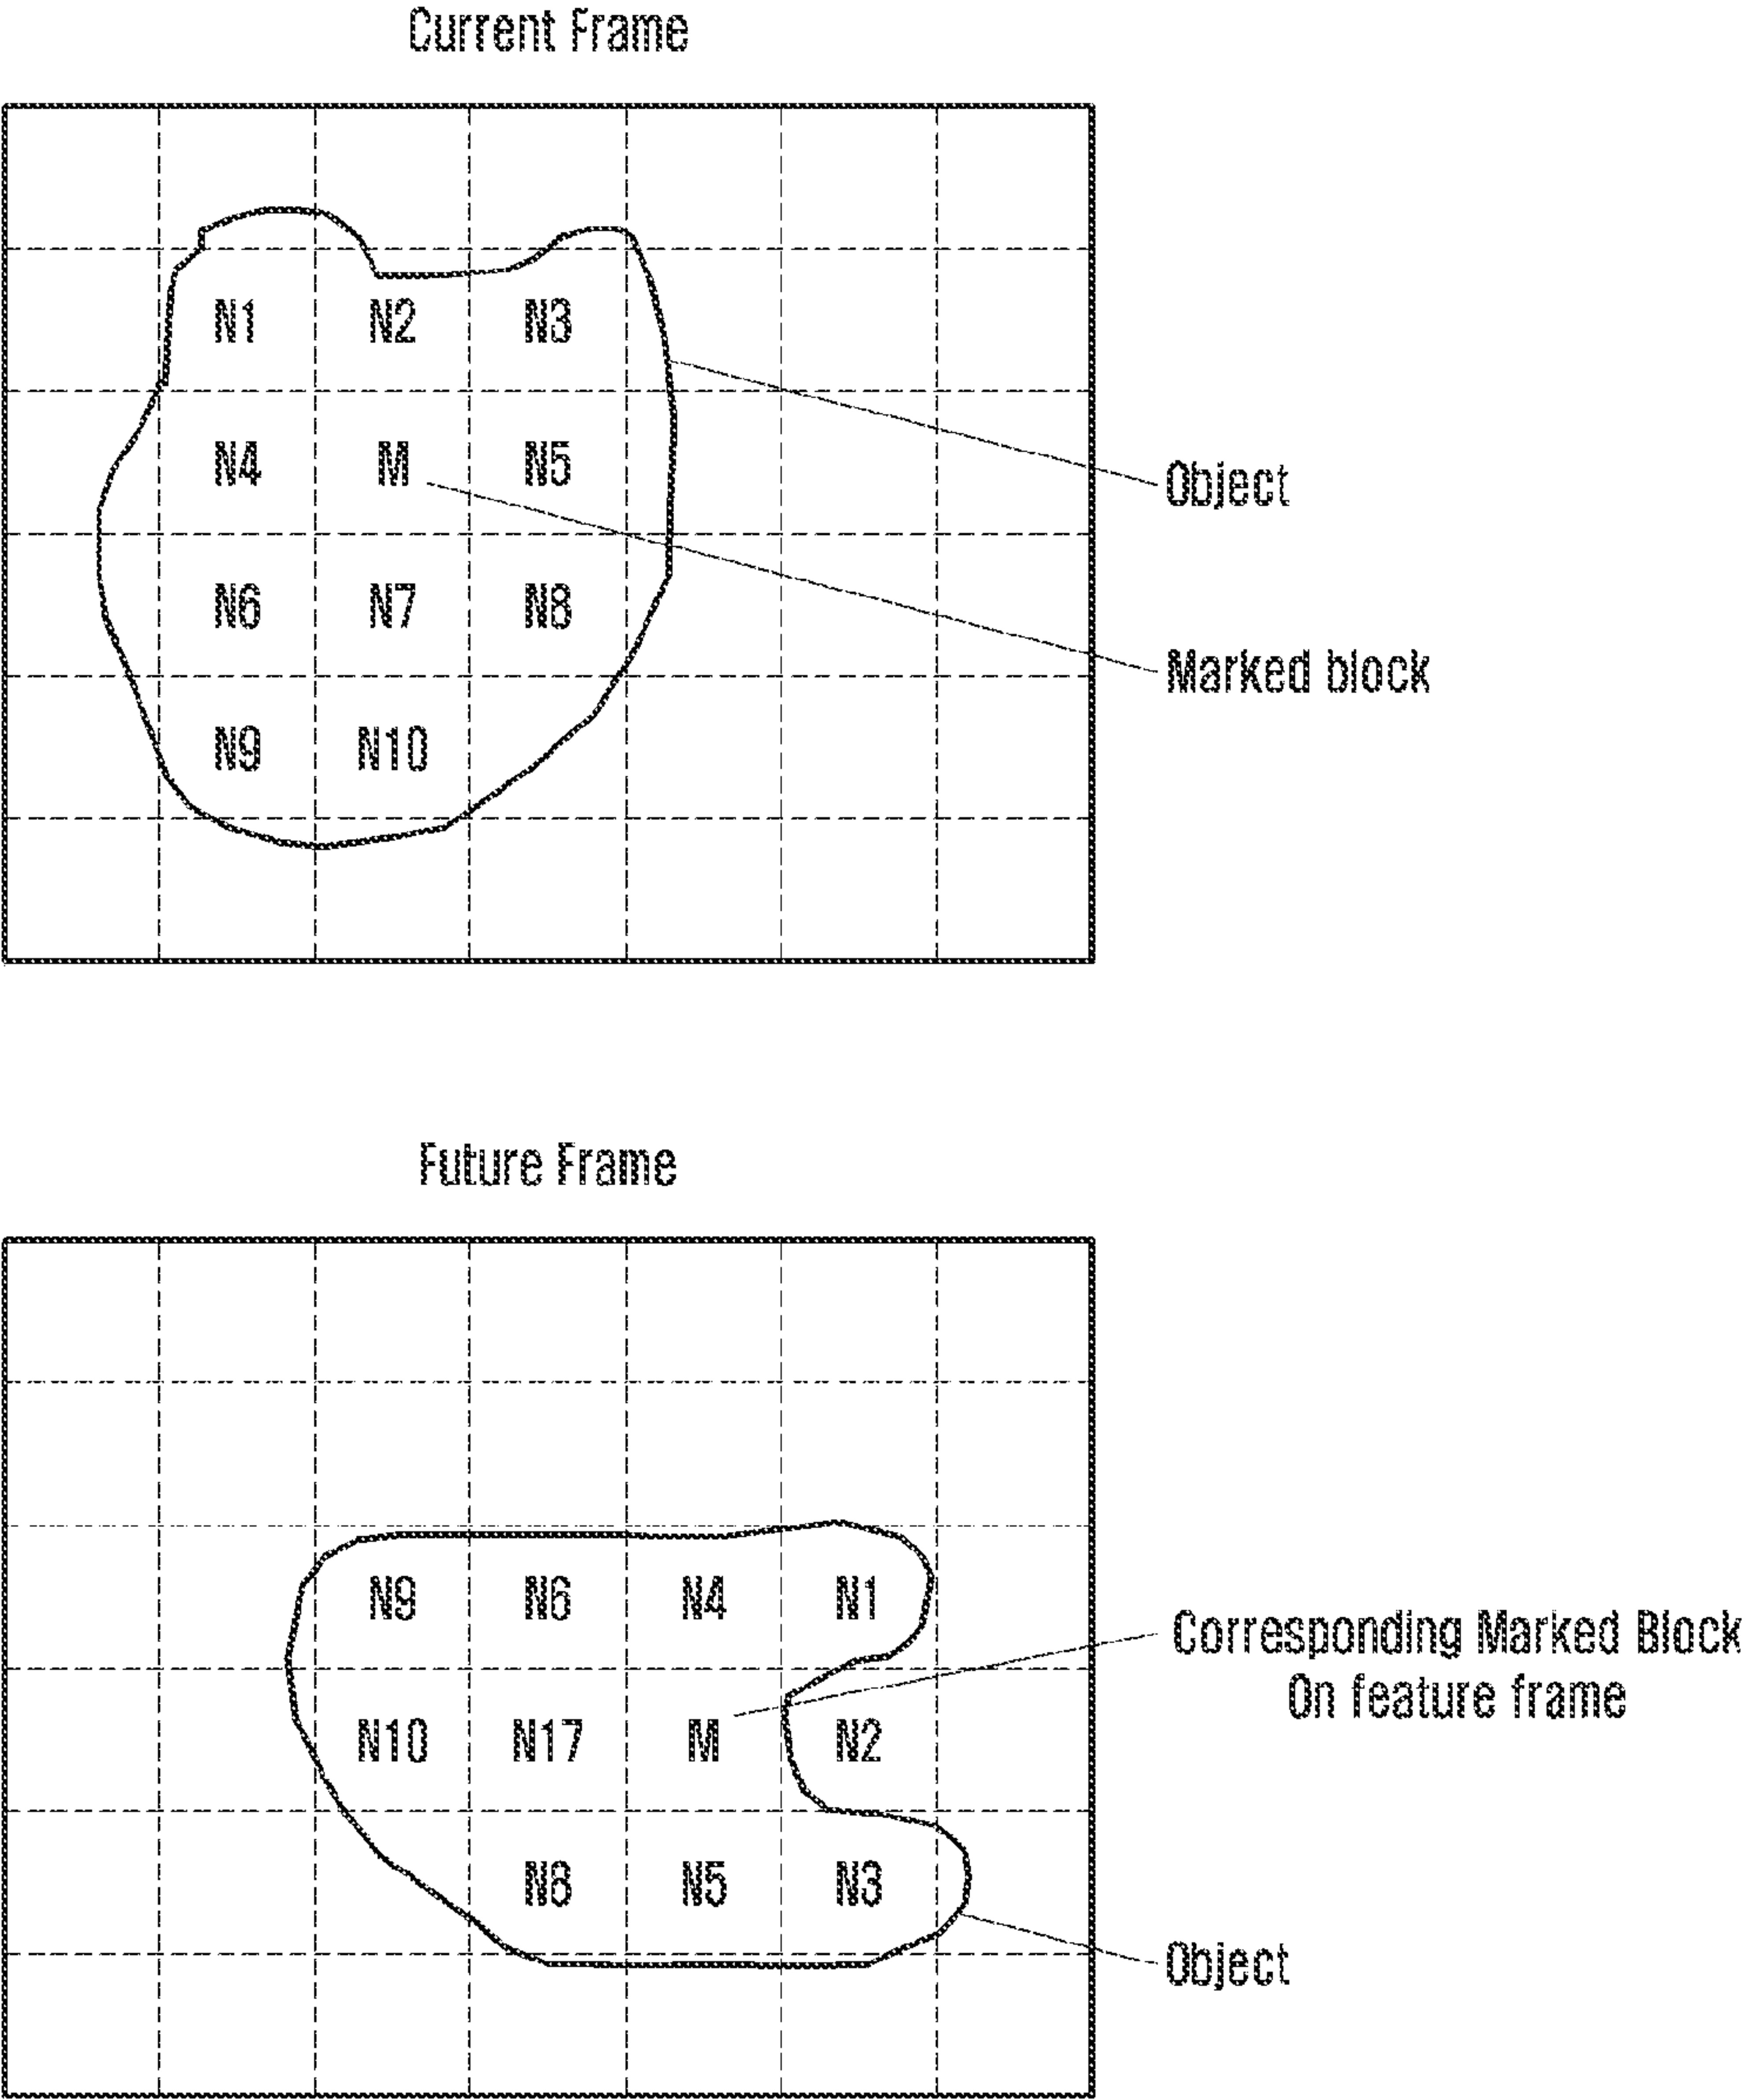 Current Frame
N1 N2 N3
N4 M N5
Object
N6 N7 N8
Marked block
N9 N10
Future Frame
N9 N6 N4 N1
Corresponding Marked Block
On feature frame
N10 N17 M N2
N8 N5 N3
Object